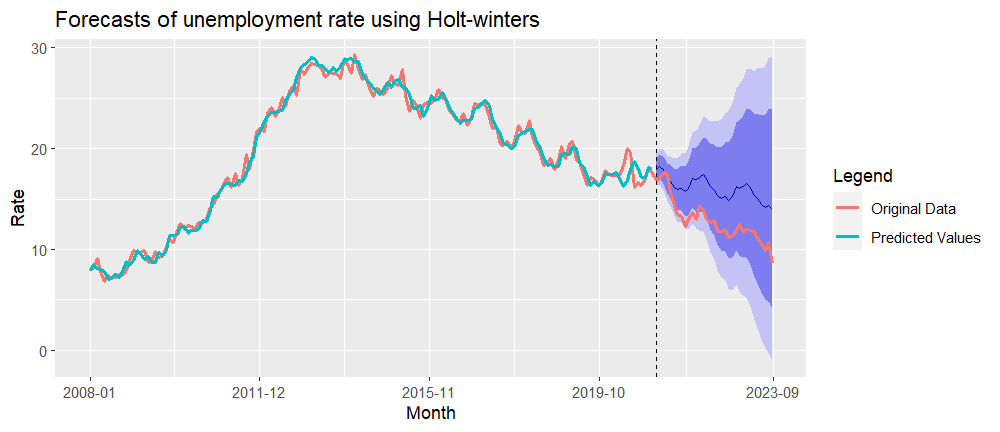 Forecasts of unemployment rate using Holt-winters
30
20
10
0
Rate
2008-01
2011-12
2015-11
2019-10
2023-09
Month
Legend
Original Data
Predicted Values